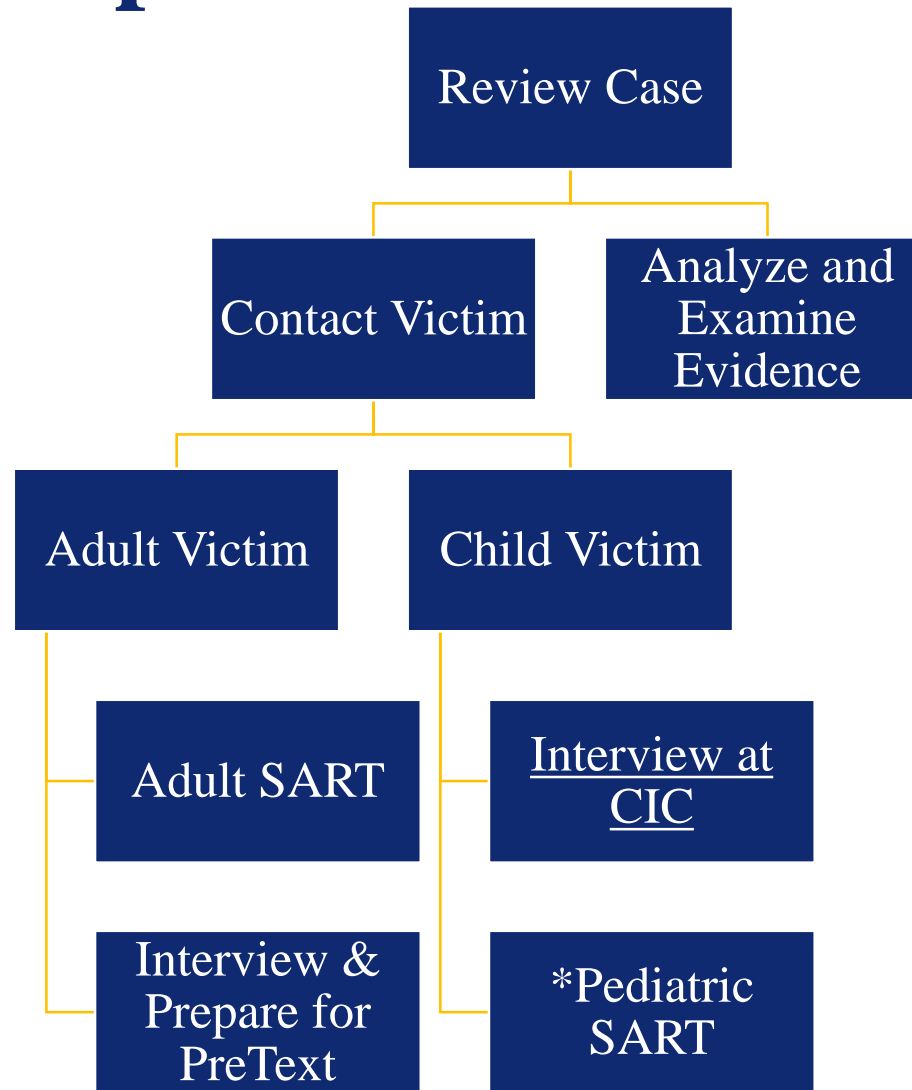 Review Case
Contact Victim
Analyze and
Examine
Evidence
Adult Victim
Child Victim
Adult SART
Interview at
CIC
Interview &
Prepare for
PreText
*Pediatric
SART